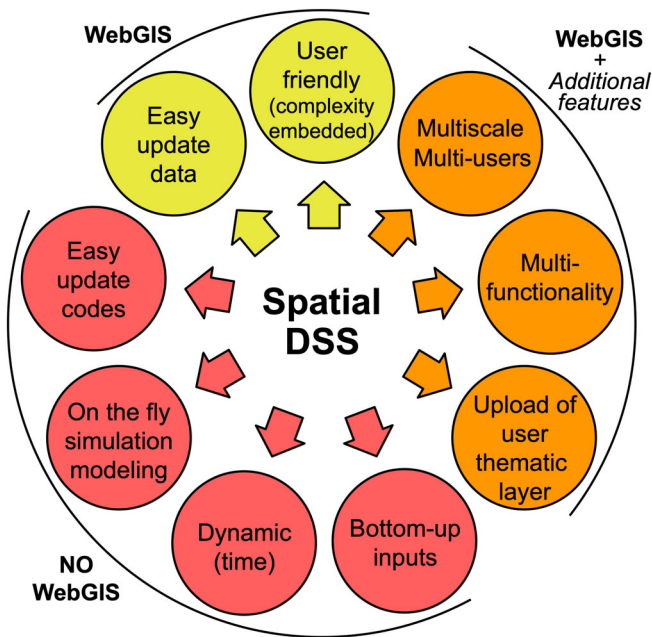 WebGIS
User
friendly
(complexity
embedded)
WebGIS
+
Additional
features
Easy
update
data
Multiscale
Multi-users
Easy
update
codes
Multi-
functionality
Spatial
DSS
On the fly
simulation
modeling
Upload of
user
thematic
layer
Dynamic
(time)
Bottom-up
inputs
NO
WebGIS